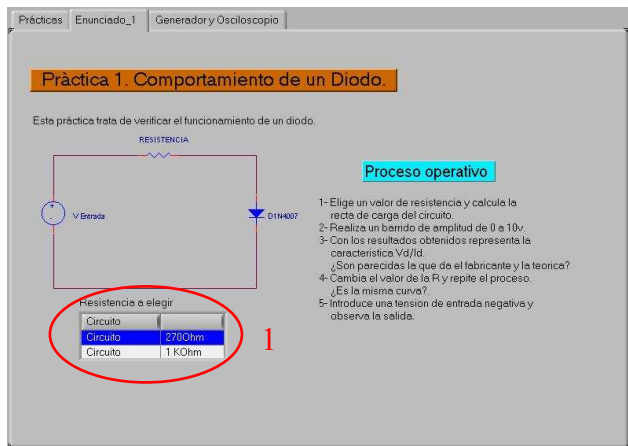 Prácticas Enunciado_1 Generador y Osciloscopio
Pràctica 1. Comportamiento de un Diodo.
Esta práctica trata de verificar el funcionamiento de un diodo.
RESISTENCIA
V Entrada
D1N4007
Proceso operativo
1- Elige un valor de resistencia y calcula la
recta de carga del circuito.
2- Realiza un barrido de amplitud de 0 a 10v.
3- Con los resultados obtenidos representa la
caracteristica Vd/Id.
¿Son parecidas la que da el fabricante y la teorica?
4- Cambia el valor de la R y repite el proceso.
¿Es la misma curva?
5- Introduce una tension de entrada negativa y
observa la salida.
Resistencia a elegir
Circuito
Circuito 270Ohm
Circuito 1 KOhm
1